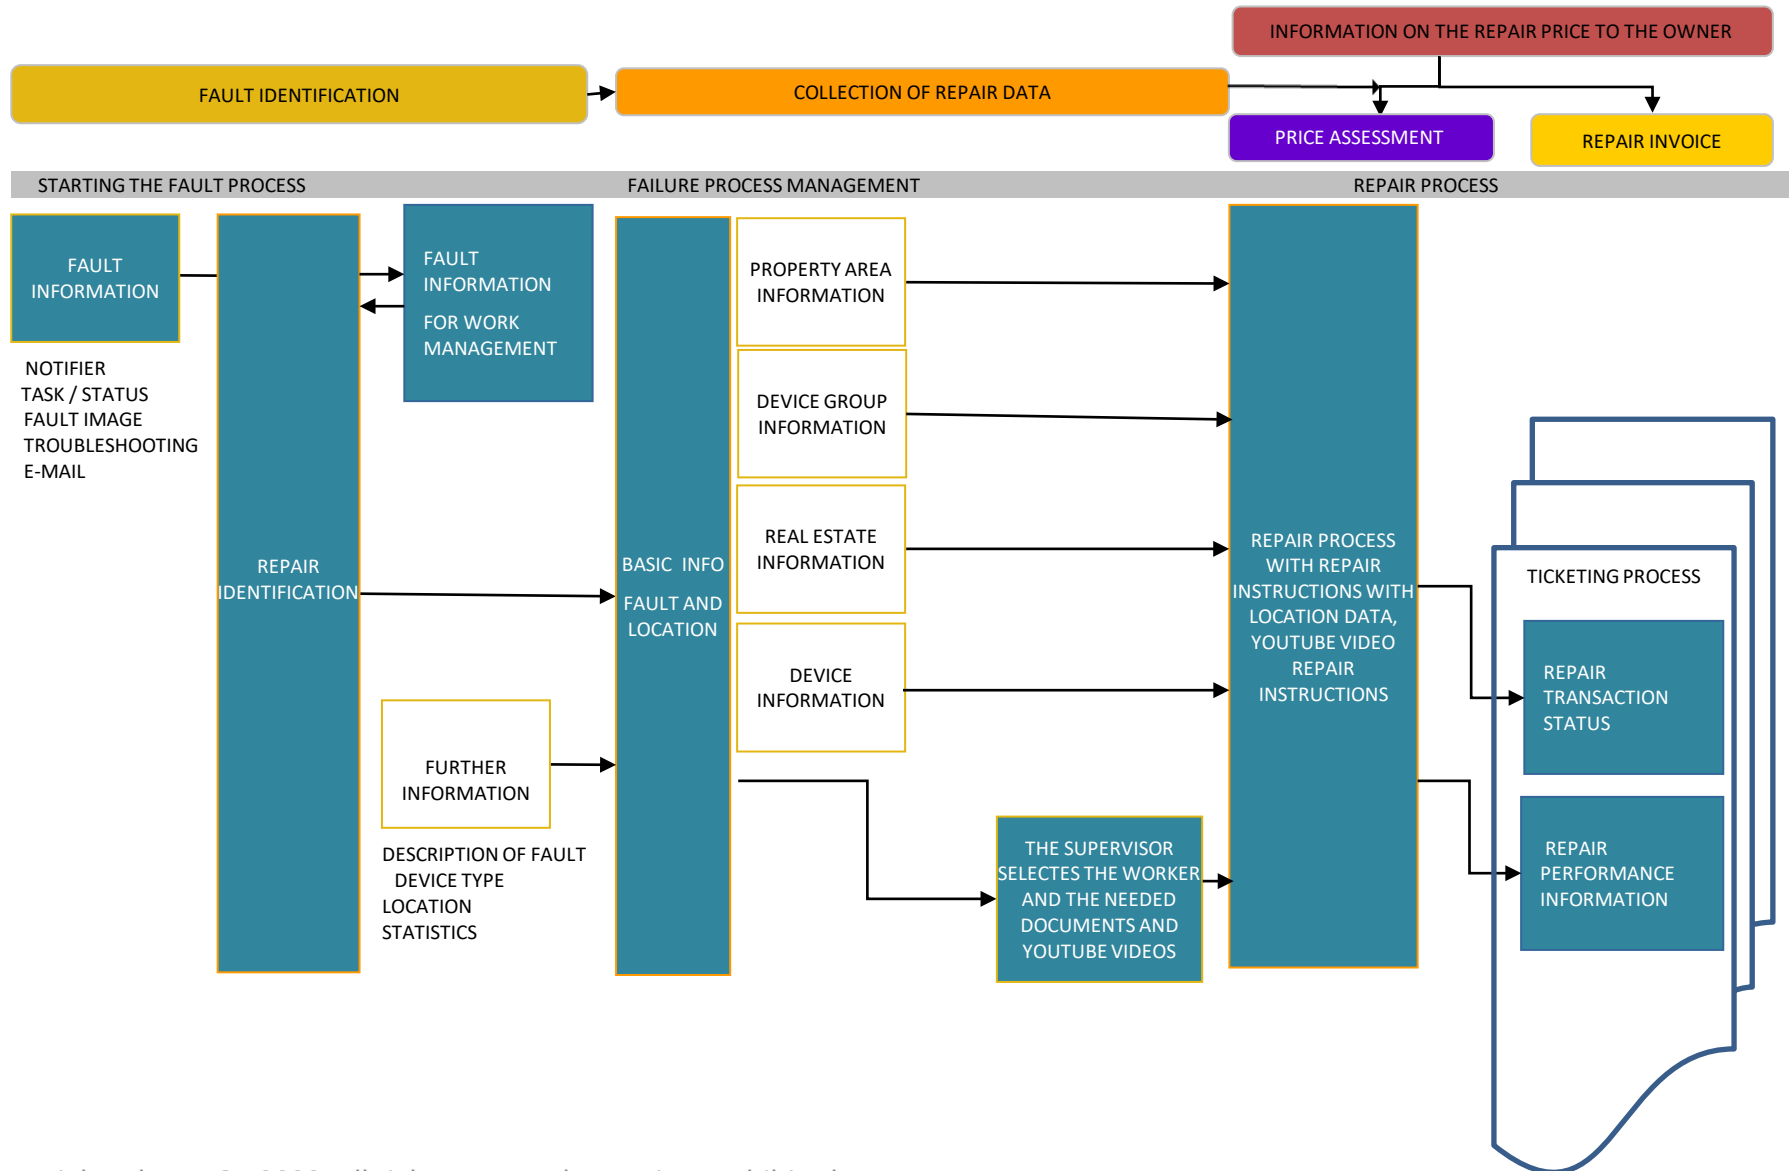 INFORMATION ON THE REPAIR PRICE TO THE OWNER
FAULT IDENTIFICATION
COLLECTION OF REPAIR DATA
PRICE ASSESSMENT
REPAIR INVOICE
STARTING THE FAULT PROCESS
FAILURE PROCESS MANAGEMENT
REPAIR PROCESS
FAULT
INFORMATION
NOTIFIER
TASK / STATUS
FAULT IMAGE
TROUBLESHOOTING
E-MAIL
REPAIR
IDENTIFICATION
FAULT
INFORMATION
FOR WORK
MANAGEMENT
FURTHER
INFORMATION
DESCRIPTION OF FAULT
DEVICE TYPE
LOCATION
STATISTICS
BASIC INFO
FAULT AND
LOCATION
PROPERTY AREA
INFORMATION
DEVICE GROUP
INFORMATION
REAL ESTATE
INFORMATION
DEVICE
INFORMATION
THE SUPERVISOR
SELECTES THE WORKER
AND THE NEEDED
DOCUMENTS AND
YOUTUBE VIDEOS
REPAIR PROCESS
WITH REPAIR
INSTRUCTIONS WITH
LOCATION DATA,
YOUTUBE VIDEO
REPAIR
INSTRUCTIONS
TICKETING PROCESS
REPAIR
TRANSACTION
STATUS
REPAIR
PERFORMANCE
INFORMATION